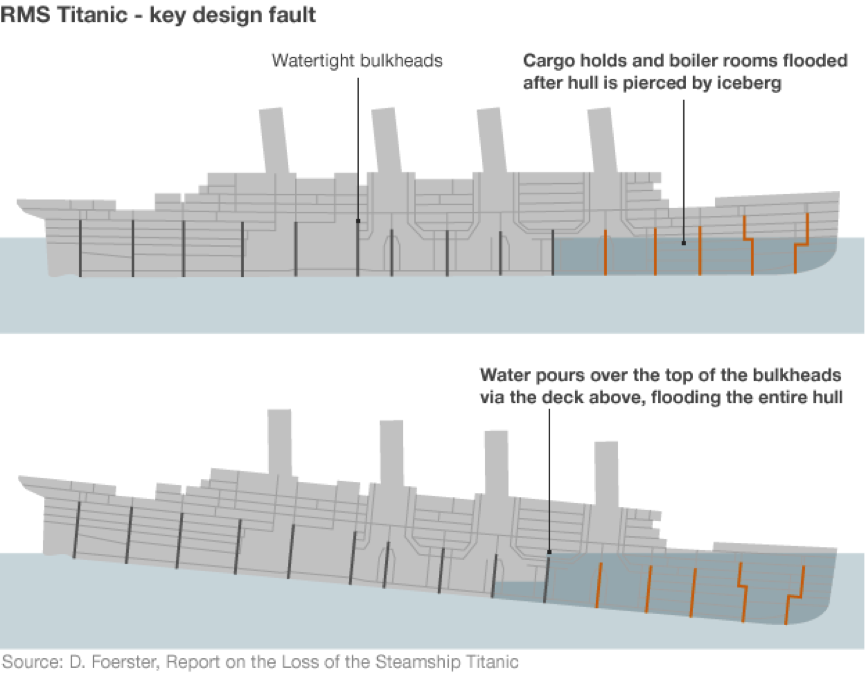 RMS Titanic - key design fault
Watertight bulkheads
Cargo holds and boiler rooms flooded
after hull is pierced by iceberg
Water pours over the top of the bulkheads
via the deck above, flooding the entire hull
Source: D. Foerster, Report on the Loss of the Steamship Titanic